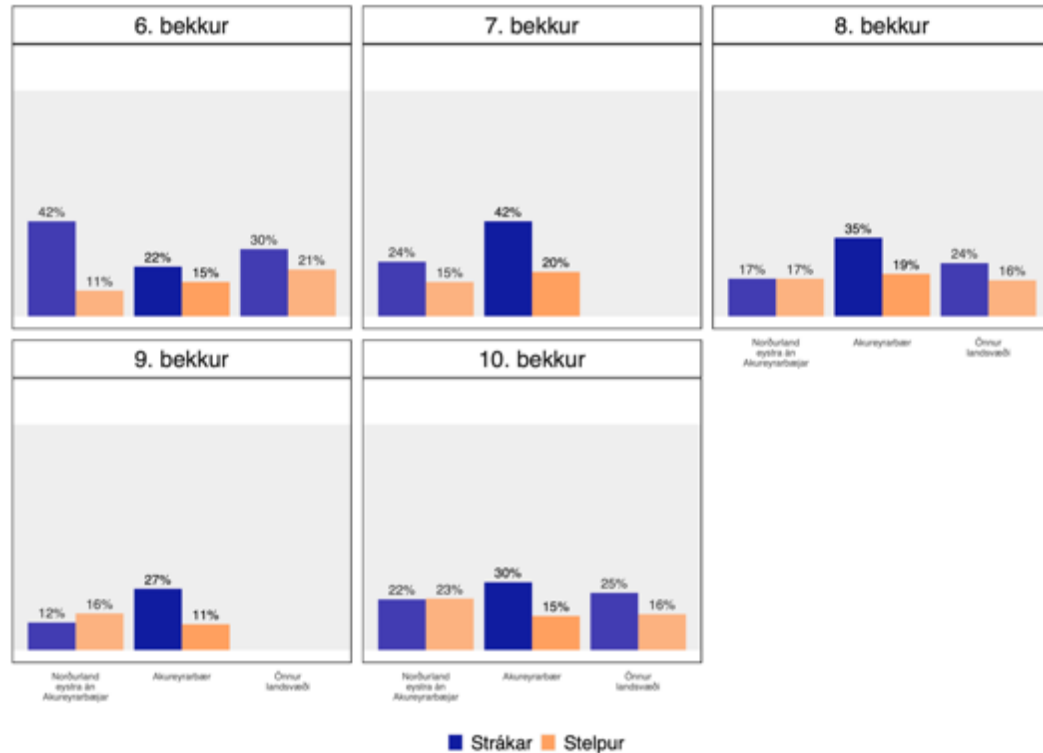 6. bekkur
42%
11%
22%
15%
30%
21%
7. bekkur
24%
15%
42%
20%
8. bekkur
17%
17%
35%
19%
24%
16%
Norðurland
eystra án
Akureyrarbæjar
Akureyrarbær
Önnur
landsvæði
9. bekkur
12%
16%
27%
11%
Norðurland
eystra án
Akureyrarbæjar
Akureyrarbær
Önnur
landsvæði
10. bekkur
22%
23%
30%
15%
25%
16%
Norðurland
eystra án
Akureyrarbæjar
Akureyrarbær
Önnur
landsvæði
Strákar Stelpur